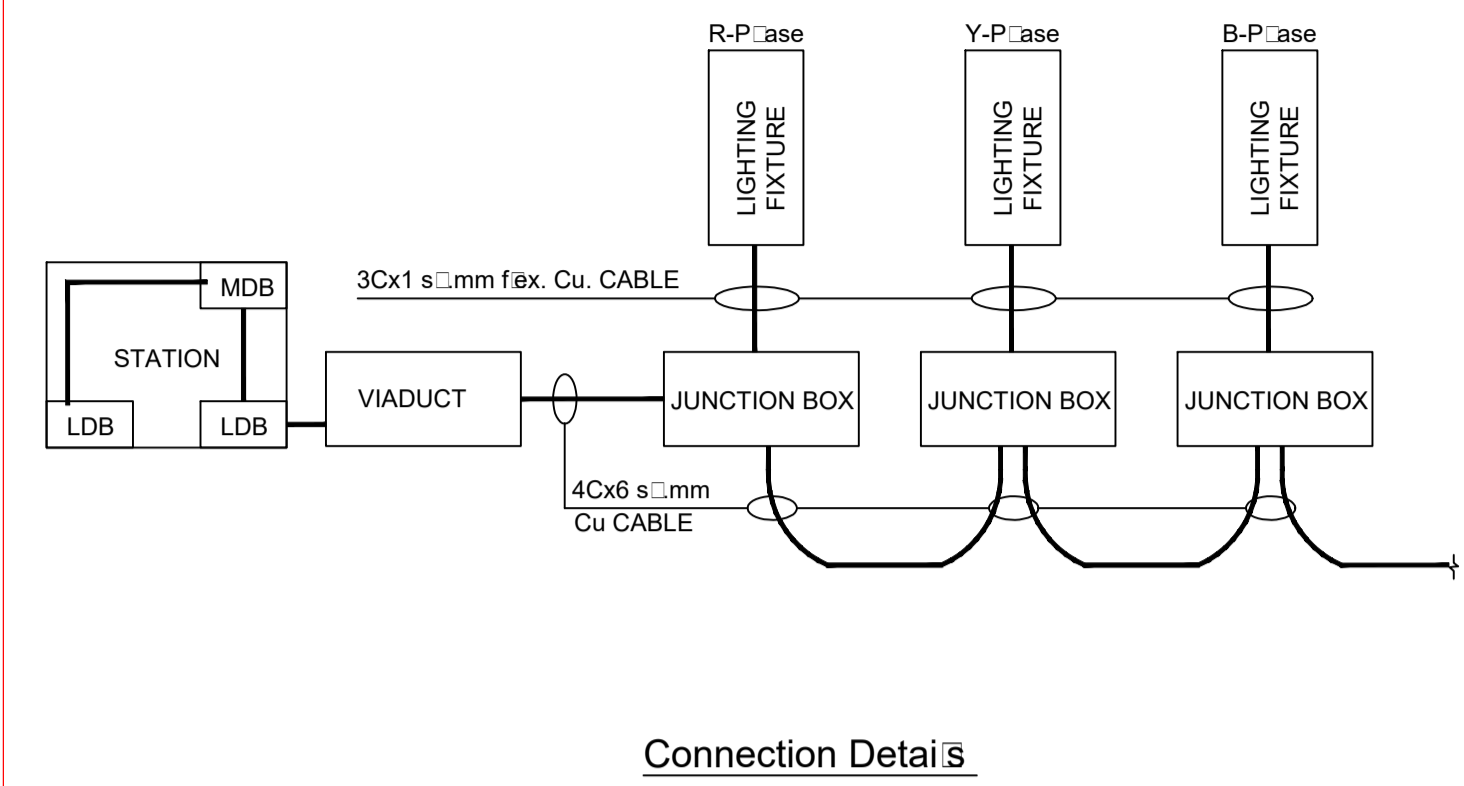 R-P□ase
Y-P□ase
B-P□ase
LIGHTING
FIXTURE
LIGHTING
FIXTURE
LIGHTING
FIXTURE
3Cx1 s□.mm f□ex. Cu. CABLE
MDB
STATION
LDB
LDB
VIADUCT
JUNCTION BOX
JUNCTION BOX
JUNCTION BOX
4Cx6 s□.mm
Cu CABLE
Connection Detai□s